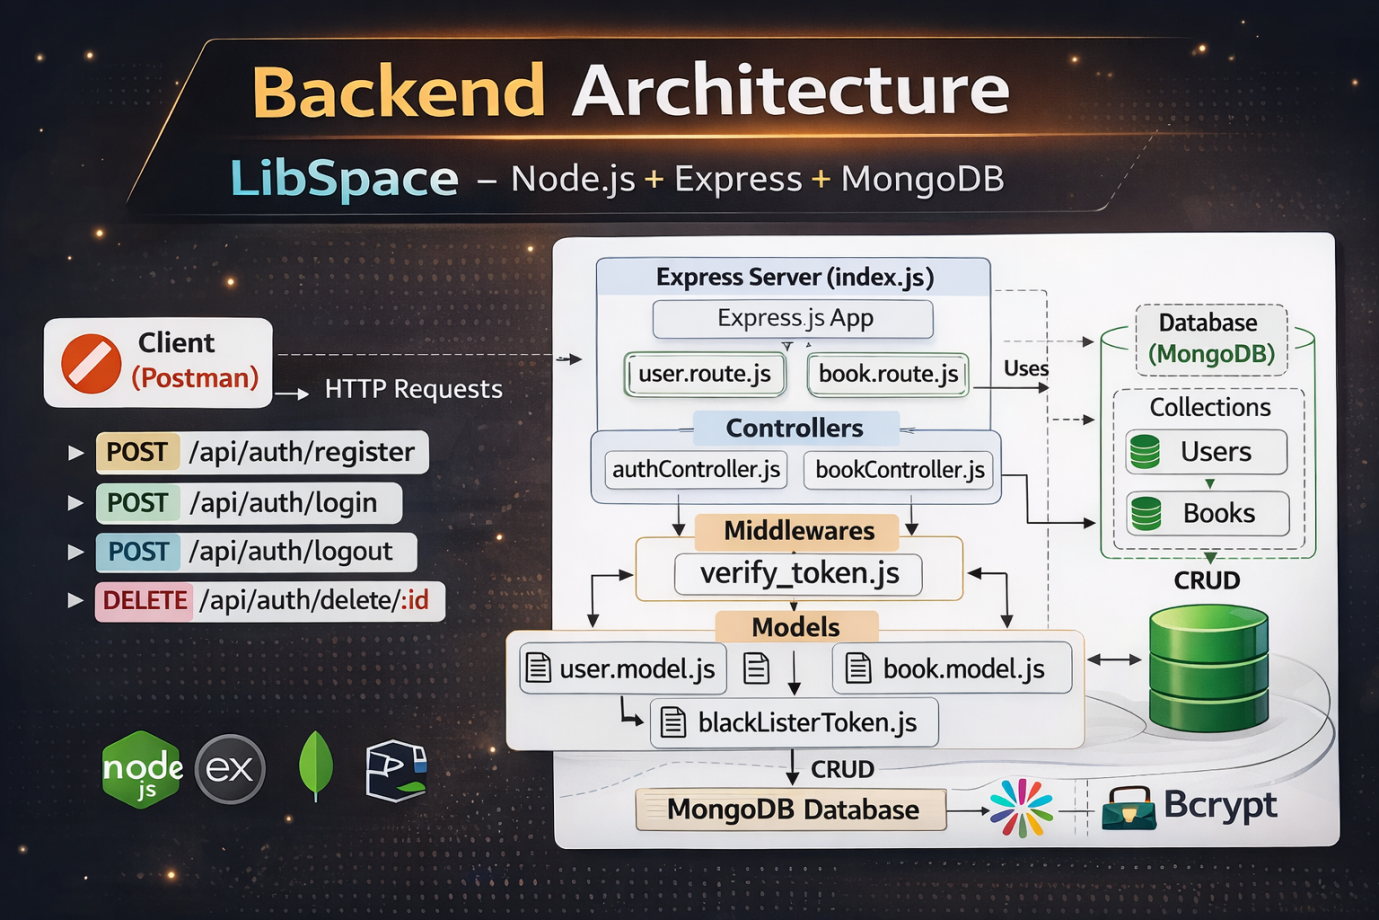 Backend Architecture
LibSpace – Node.js + Express + MongoDB
Client
(Postman)
HTTP Requests
POST /api/auth/register
POST /api/auth/login
POST /api/auth/logout
DELETE /api/auth/delete/:id
node
js
ex
Express Server (index.js)
Express.js App
user.route.js
book.route.js
Uses
Controllers
authController.js
bookController.js
Middlewares
verify_token.js
Models
user.model.js
book.model.js
blackListerToken.js
CRUD
MongoDB Database
Bcrypt
Database
(MongoDB)
Collections
Users
Books
CRUD